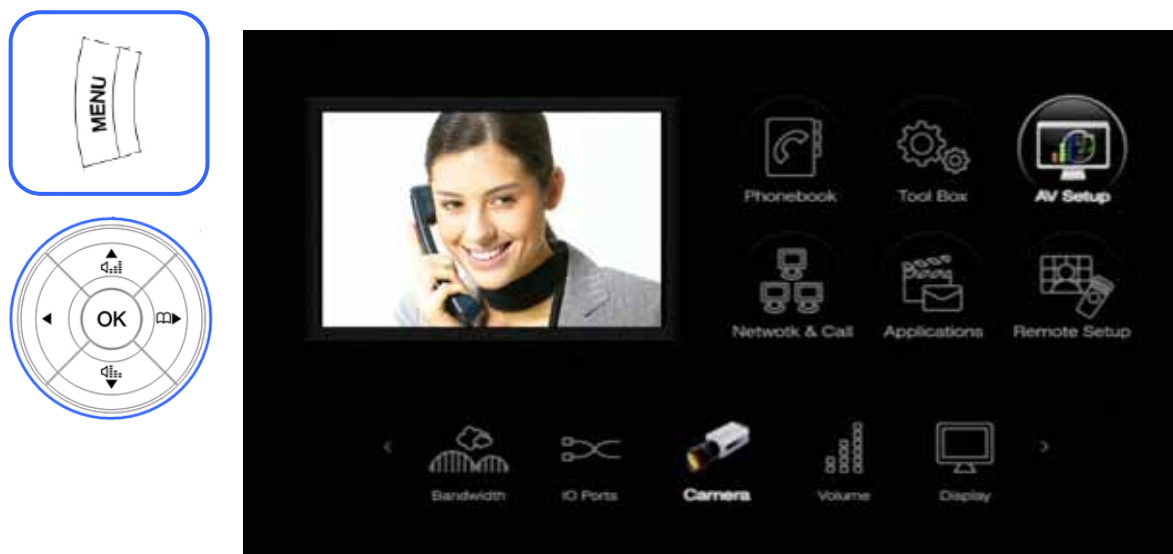 MENU
OK
Phonebook Tool Box AV Setup
Netwotk & Call Applications Remote Setup
Bandwidth IO Ports Camera Volume Display